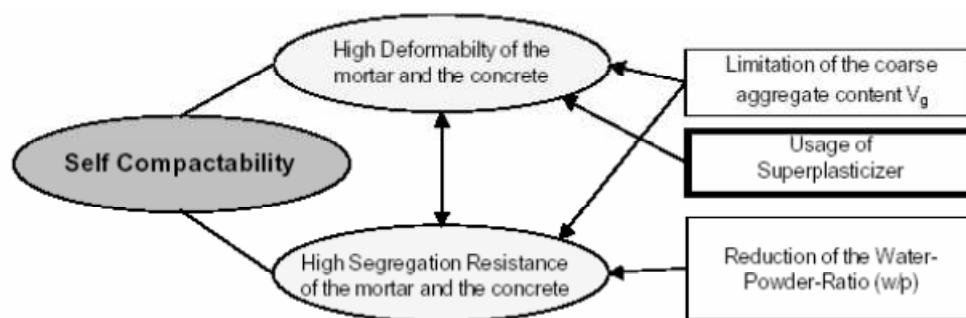 High Deformabilty of the
mortar and the concrete
Limitation of the coarse
aggregate content Vg
Self Compactability
Usage of
Superplasticizer
High Segregation Resistance
of the mortar and the concrete
Reduction of the Water-
Powder-Ratio (w/p)